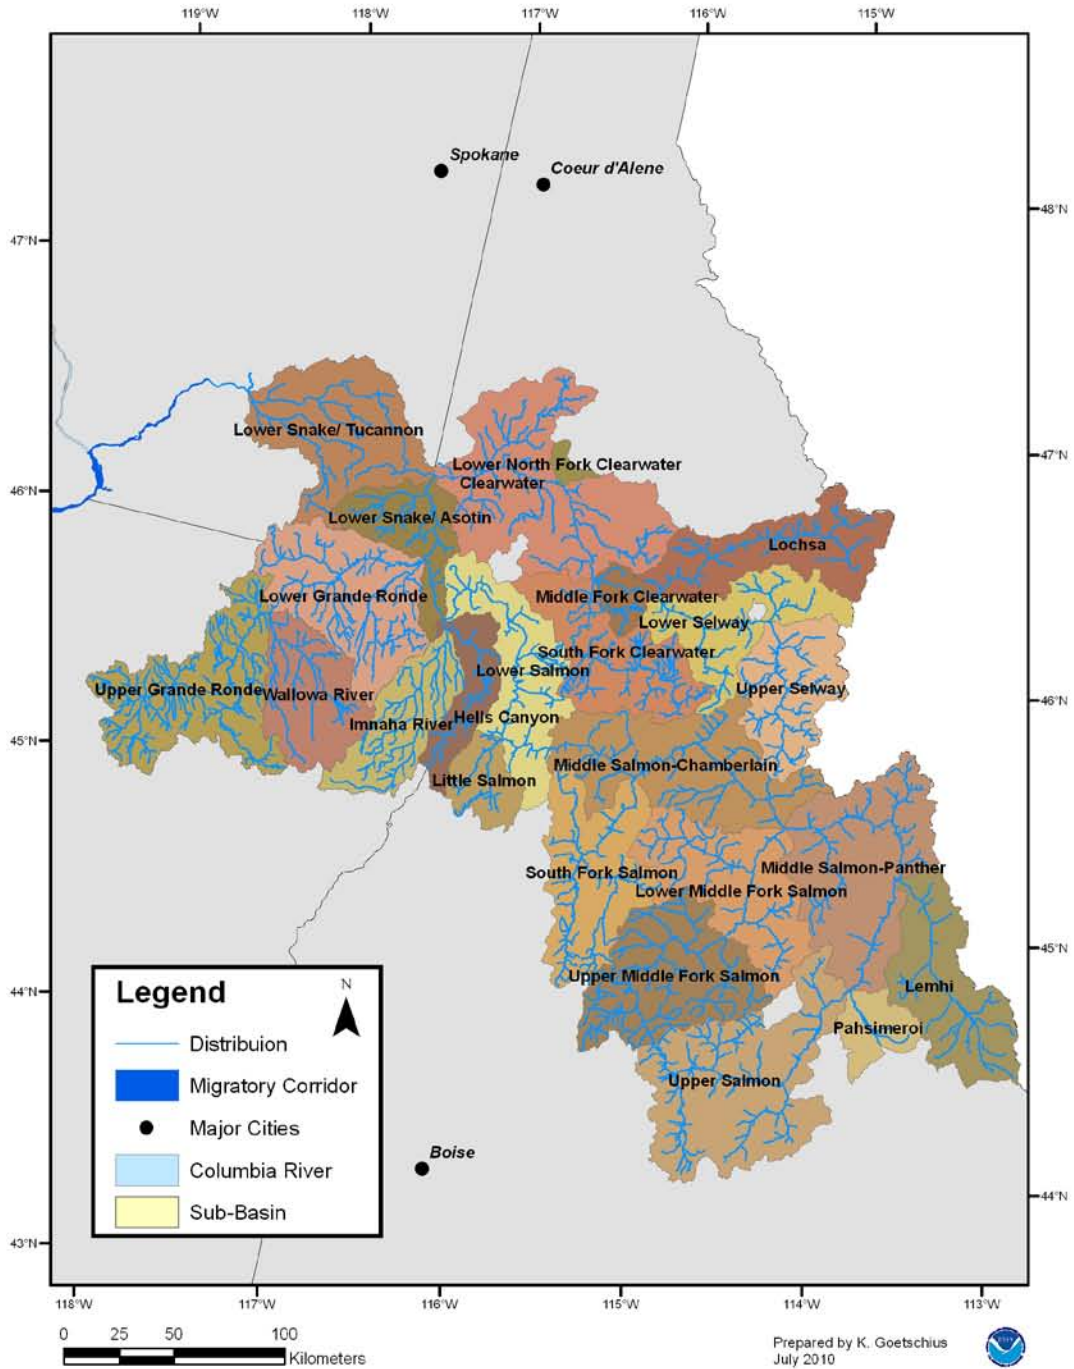 119°W 118°W 117°W 116°W 115°W
Spokane
Coeur d'Alene
48°N
47°N
Lower Snake/ Tucannon
47°N
Lower North Fork Clearwater
Clearwater
46°N
Lower Snake/ Asotin
Lochsa
Lower Grande Ronde
Middle Fork Clearwater
Lower Selway
South Fork Clearwater
Lower Salmon
Upper Grande Ronde
Wallowa River
Upper Selway
46°N
Imnaha River
Hells Canyon
45°N
Middle Salmon-Chamberlain
Little Salmon
Middle Salmon-Panther
South Fork Salmon
Lower Middle Fork Salmon
45°N
Upper Middle Fork Salmon
Lemhi
44°N
Pahsimeroi
Upper Salmon
Legend
N
Distribuion
Migratory Corridor
Major Cities
Columbia River
Sub-Basin
Boise
44°N
43°N
118°W 117°W 116°W 115°W 114°W 113°W
0 25 50 100
Kilometers
Prepared by K. Goetschius
July 2010